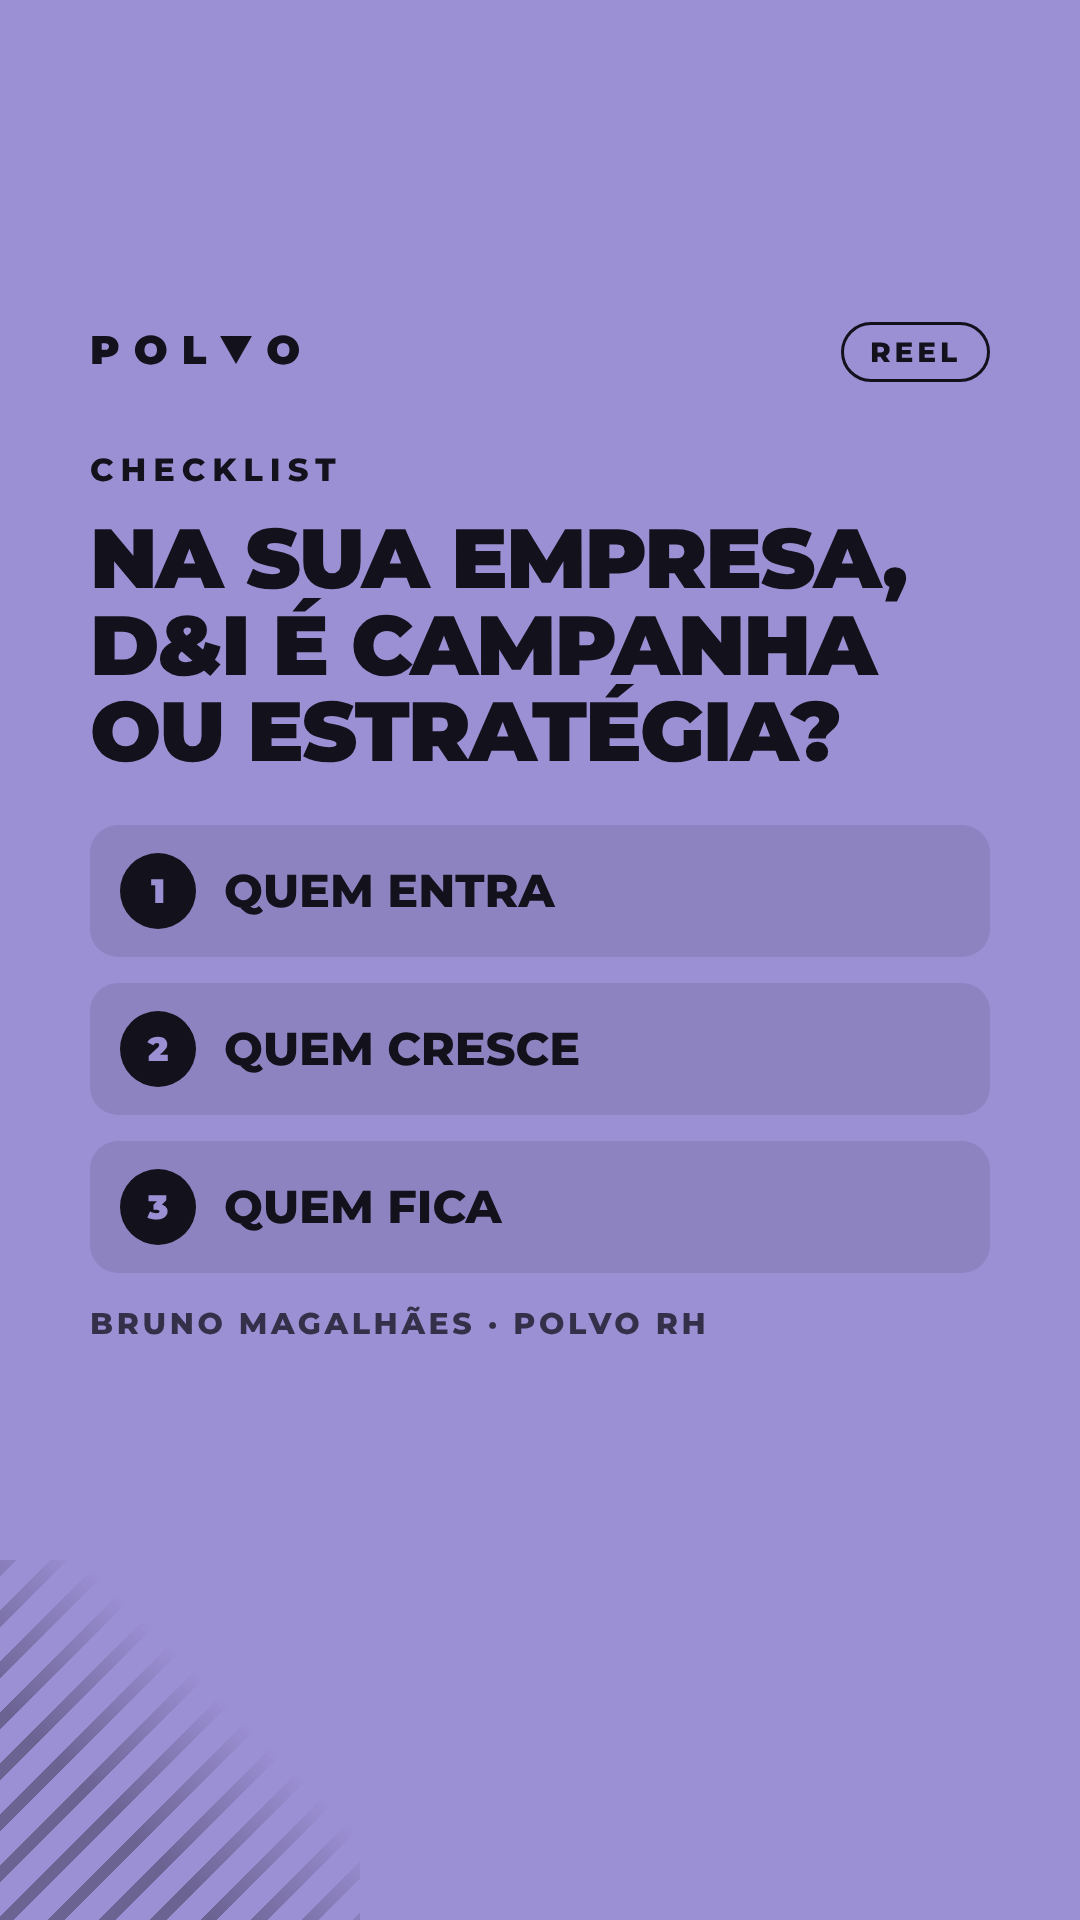 POLVO
REEL
CHECKLIST
NA SUA EMPRESA,
D&I É CAMPANHA
OU ESTRATÉGIA?
1 QUEM ENTRA
2 QUEM CRESCE
3 QUEM FICA
BRUNO MAGALHÃES · POLVO RH